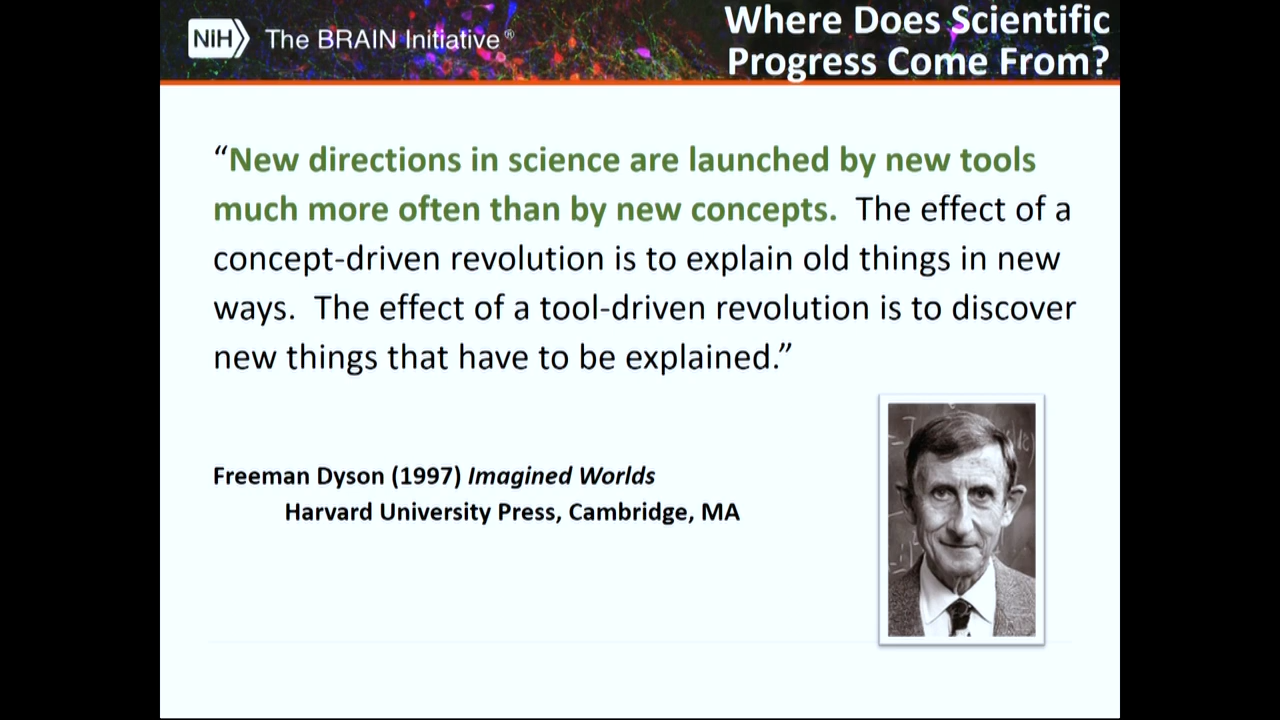 NIH The BRAIN Initiative®
Where Does Scientific
Progress Come From?
“New directions in science are launched by new tools
much more often than by new concepts. The effect of a
concept-driven revolution is to explain old things in new
ways. The effect of a tool-driven revolution is to discover
new things that have to be explained.”
Freeman Dyson (1997) Imagined Worlds
Harvard University Press, Cambridge, MA